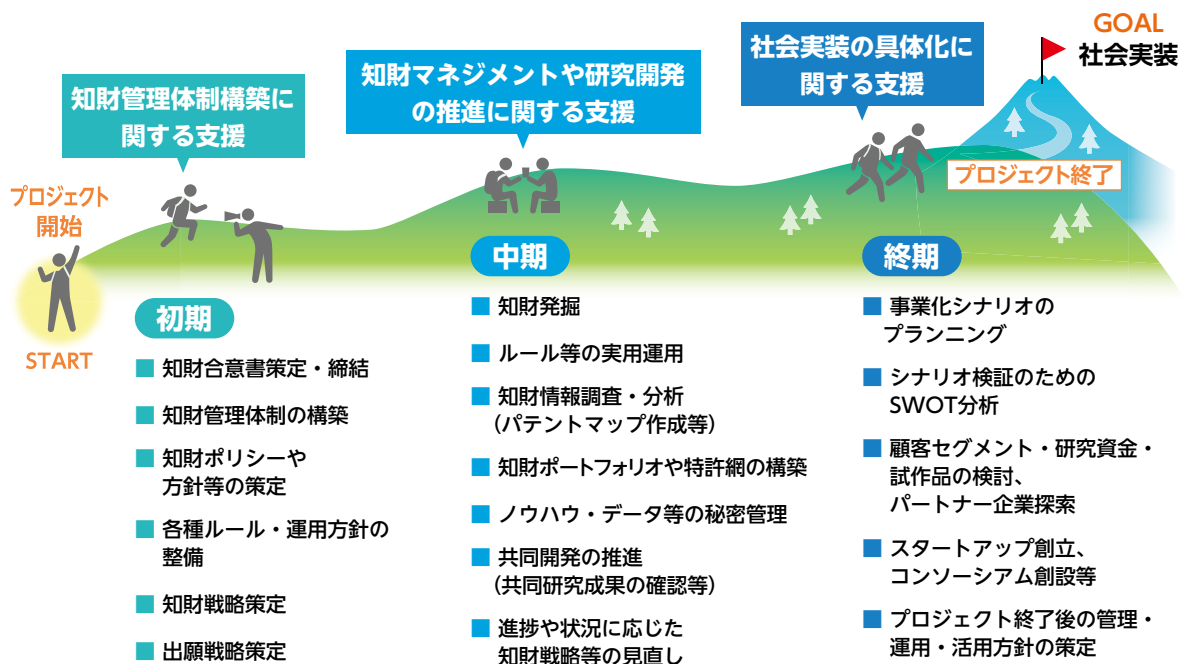 GOAL
社会実装
社会実装の具体化に
関する支援
知財マネジメントや研究開発
の推進に関する支援
知財管理体制構築に
関する支援
プロジェクト
開始
START
プロジェクト終了
初期
■ 知財合意書策定・締結
■ 知財管理体制の構築
■ 知財ポリシーや
方針等の策定
■ 各種ルール・運用方針の
整備
■ 知財戦略策定
■ 出願戦略策定
中期
■ 知財発掘
■ ルール等の実用運用
■ 知財情報調査・分析
(パテントマップ作成等)
■ 知財ポートフォリオや特許網の構築
■ ノウハウ・データ等の秘密管理
■ 共同開発の推進
(共同研究成果の確認等)
■ 進捗や状況に応じた
知財戦略等の見直し
終期
■ 事業化シナリオの
プランニング
■ シナリオ検証のための
SWOT分析
■ 顧客セグメント・研究資金・
試作品の検討、
パートナー企業探索
■ スタートアップ創立、
コンソーシアム創設等
■ プロジェクト終了後の管理・
運用・活用方針の策定